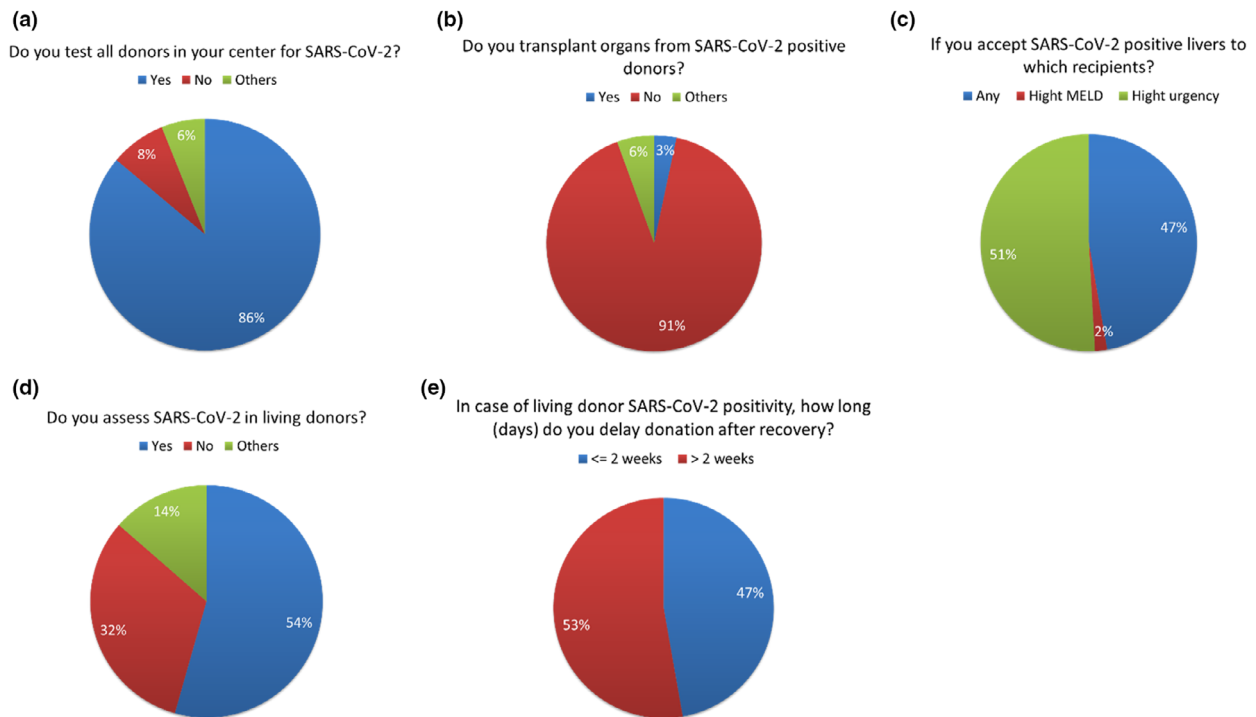 (a)
Do you test all donors in your center for SARS-CoV-2?
Yes No Others
6%
8%
86%
(b)
Do you transplant organs from SARS-CoV-2 positive
donors?
Yes No Others
6% 3%
91%
(c)
If you accept SARS-CoV-2 positive livers to
which recipients?
Any Hight MELD Hight urgency
47%
51%
2%
(d)
Do you assess SARS-CoV-2 in living donors?
Yes No Others
14%
32%
54%
(e)
In case of living donor SARS-CoV-2 positivity, how long
(days) do you delay donation after recovery?
<= 2 weeks > 2 weeks
47%
53%